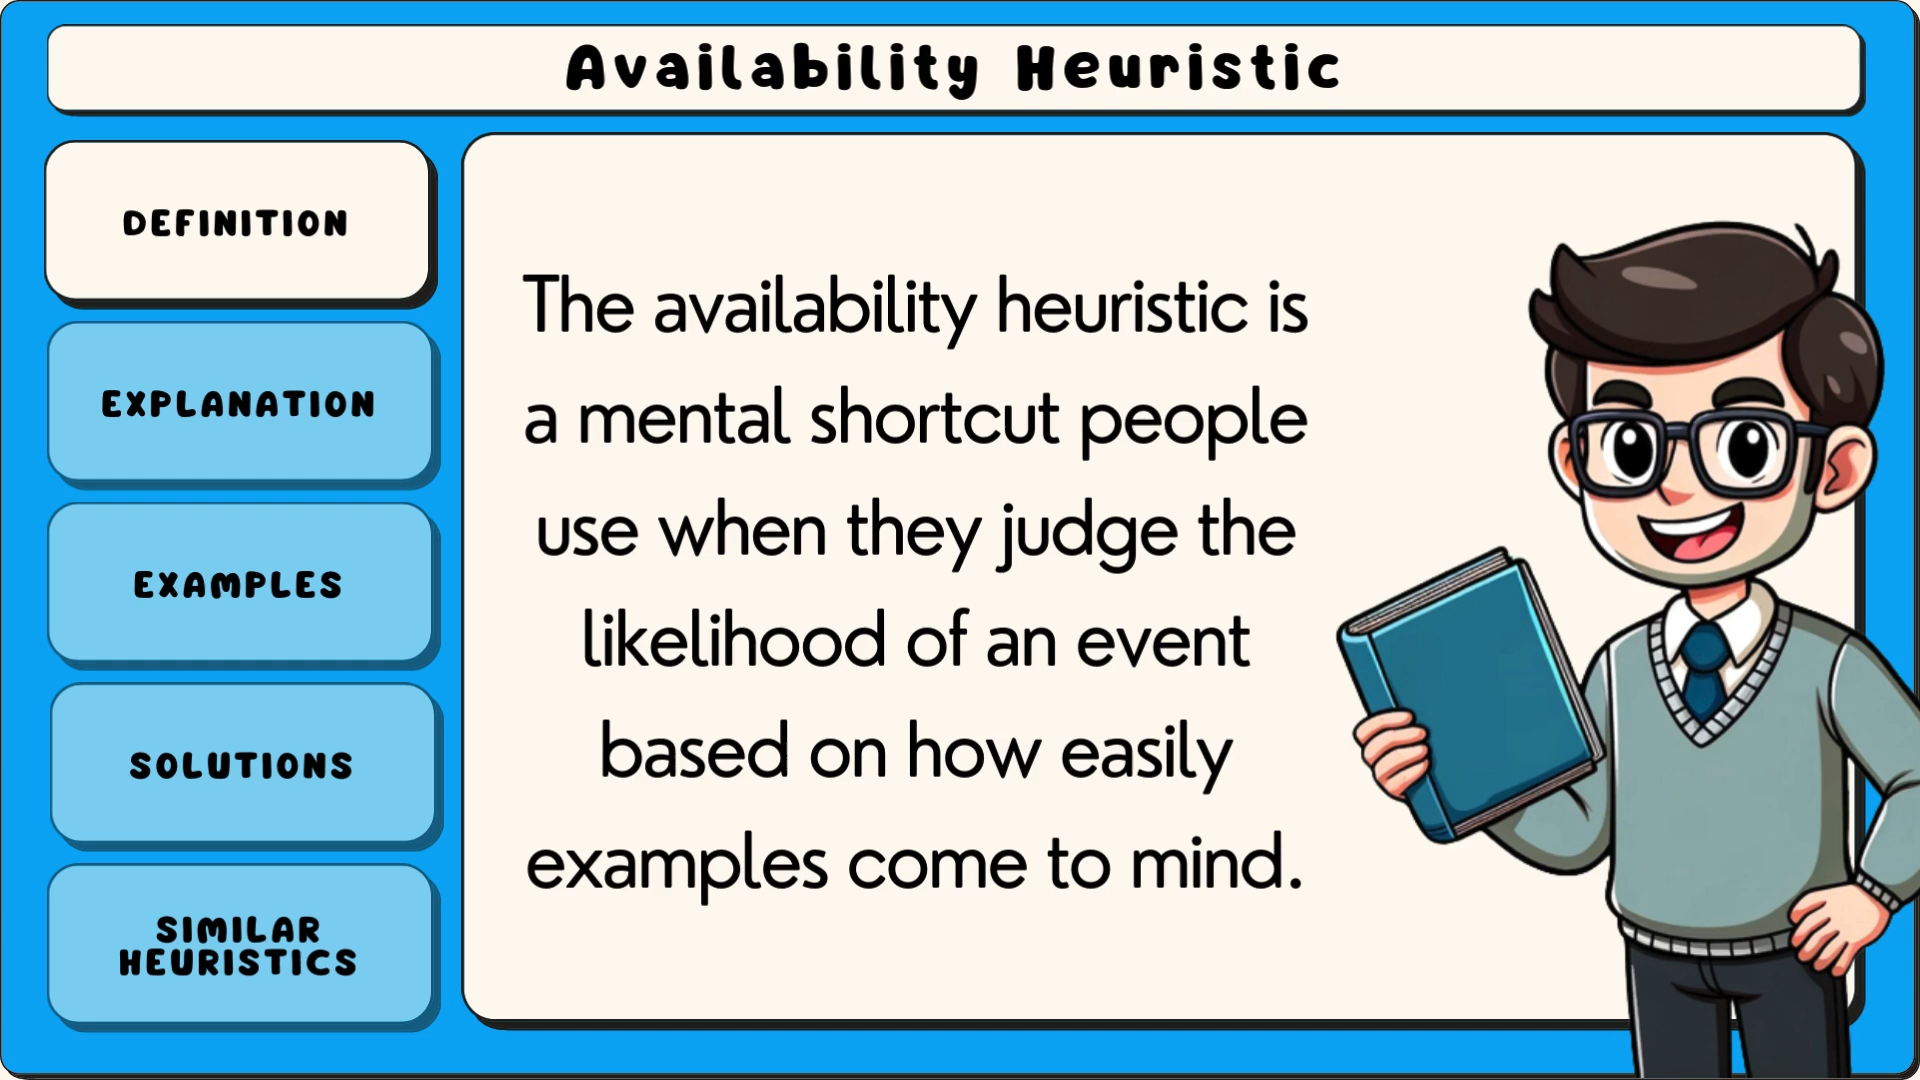 Availability Heuristic
DEFINITION
EXPLANATION
EXAMPLES
SOLUTIONS
SIMILAR
HEURISTICS
The availability heuristic is
a mental shortcut people
use when they judge the
likelihood of an event
based on how easily
examples come to mind.